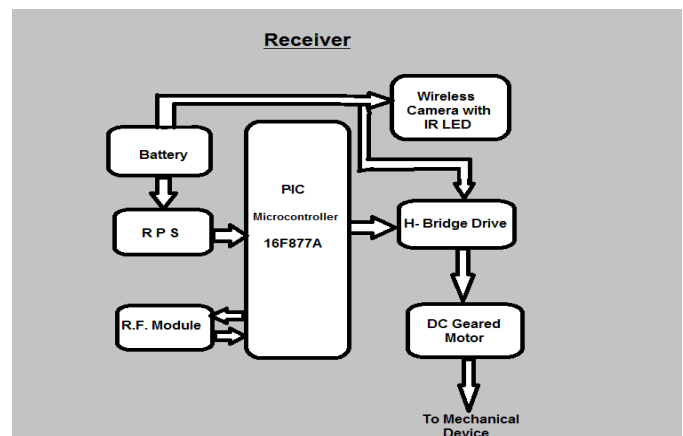 Receiver
Wireless
Camera with
IR LED
Battery
PIC
Microcontroller
16F877A
R P S
H- Bridge Drive
R.F. Module
DC Geared
Motor
To Mechanical
Device